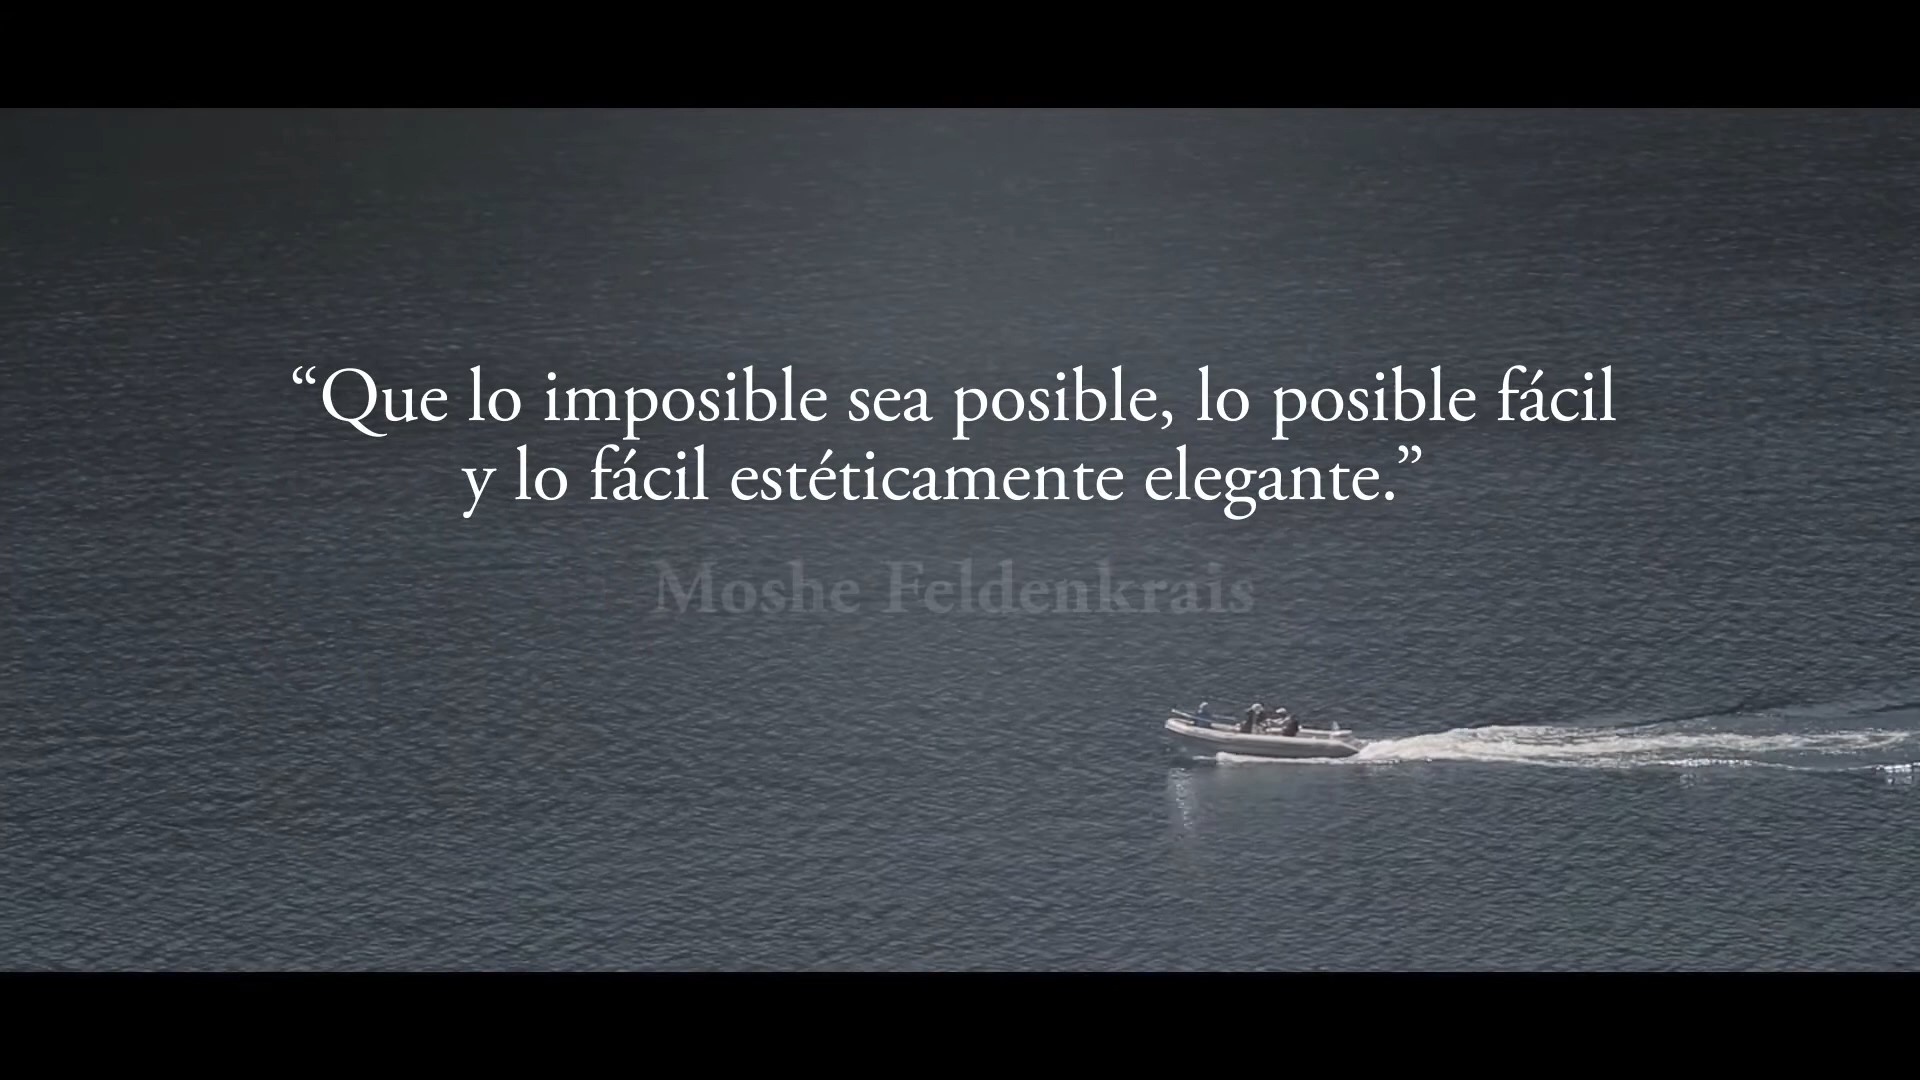 “Que lo imposible sea posible, lo posible fácil
y lo fácil estéticamente elegante.”
Moshe Feldenkrais